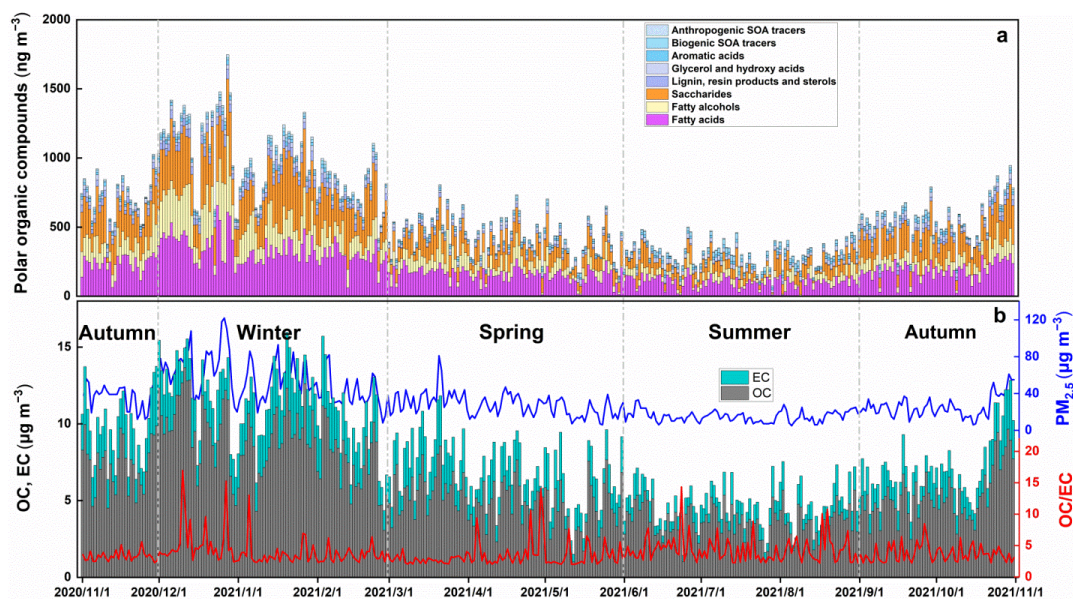 2000
1500
1000
500
0
Polar organic compounds (ng m⁻³)
a
Anthropogenic SOA tracers
Biogenic SOA tracers
Aromatic acids
Glycerol and hydroxy acids
Lignin, resin products and sterols
Saccharides
Fatty alcohols
Fatty acids
b
Autumn Winter Spring Summer Autumn
EC
OC
15
10
5
0
OC, EC (µg m⁻³)
120
80
40
0
PM₂.₅ (µg m⁻³)
20
15
10
5
0
OC/EC
2020/11/1 2020/12/1 2021/1/1 2021/2/1 2021/3/1 2021/4/1 2021/5/1 2021/6/1 2021/7/1 2021/8/1 2021/9/1 2021/10/1 2021/11/1